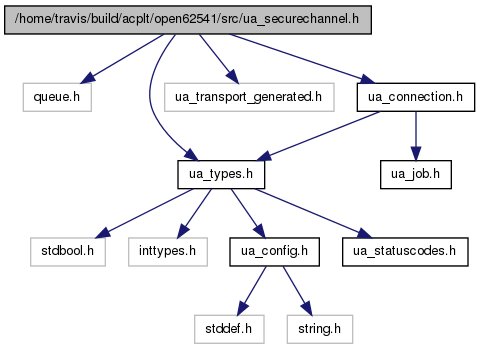 /home/travis/build/acplt/open62541/src/ua_securechannel.h
queue.h
ua_transport_generated.h
ua_connection.h
ua_types.h
ua_job.h
stdbool.h
inttypes.h
ua_config.h
ua_statuscodes.h
stddef.h
string.h